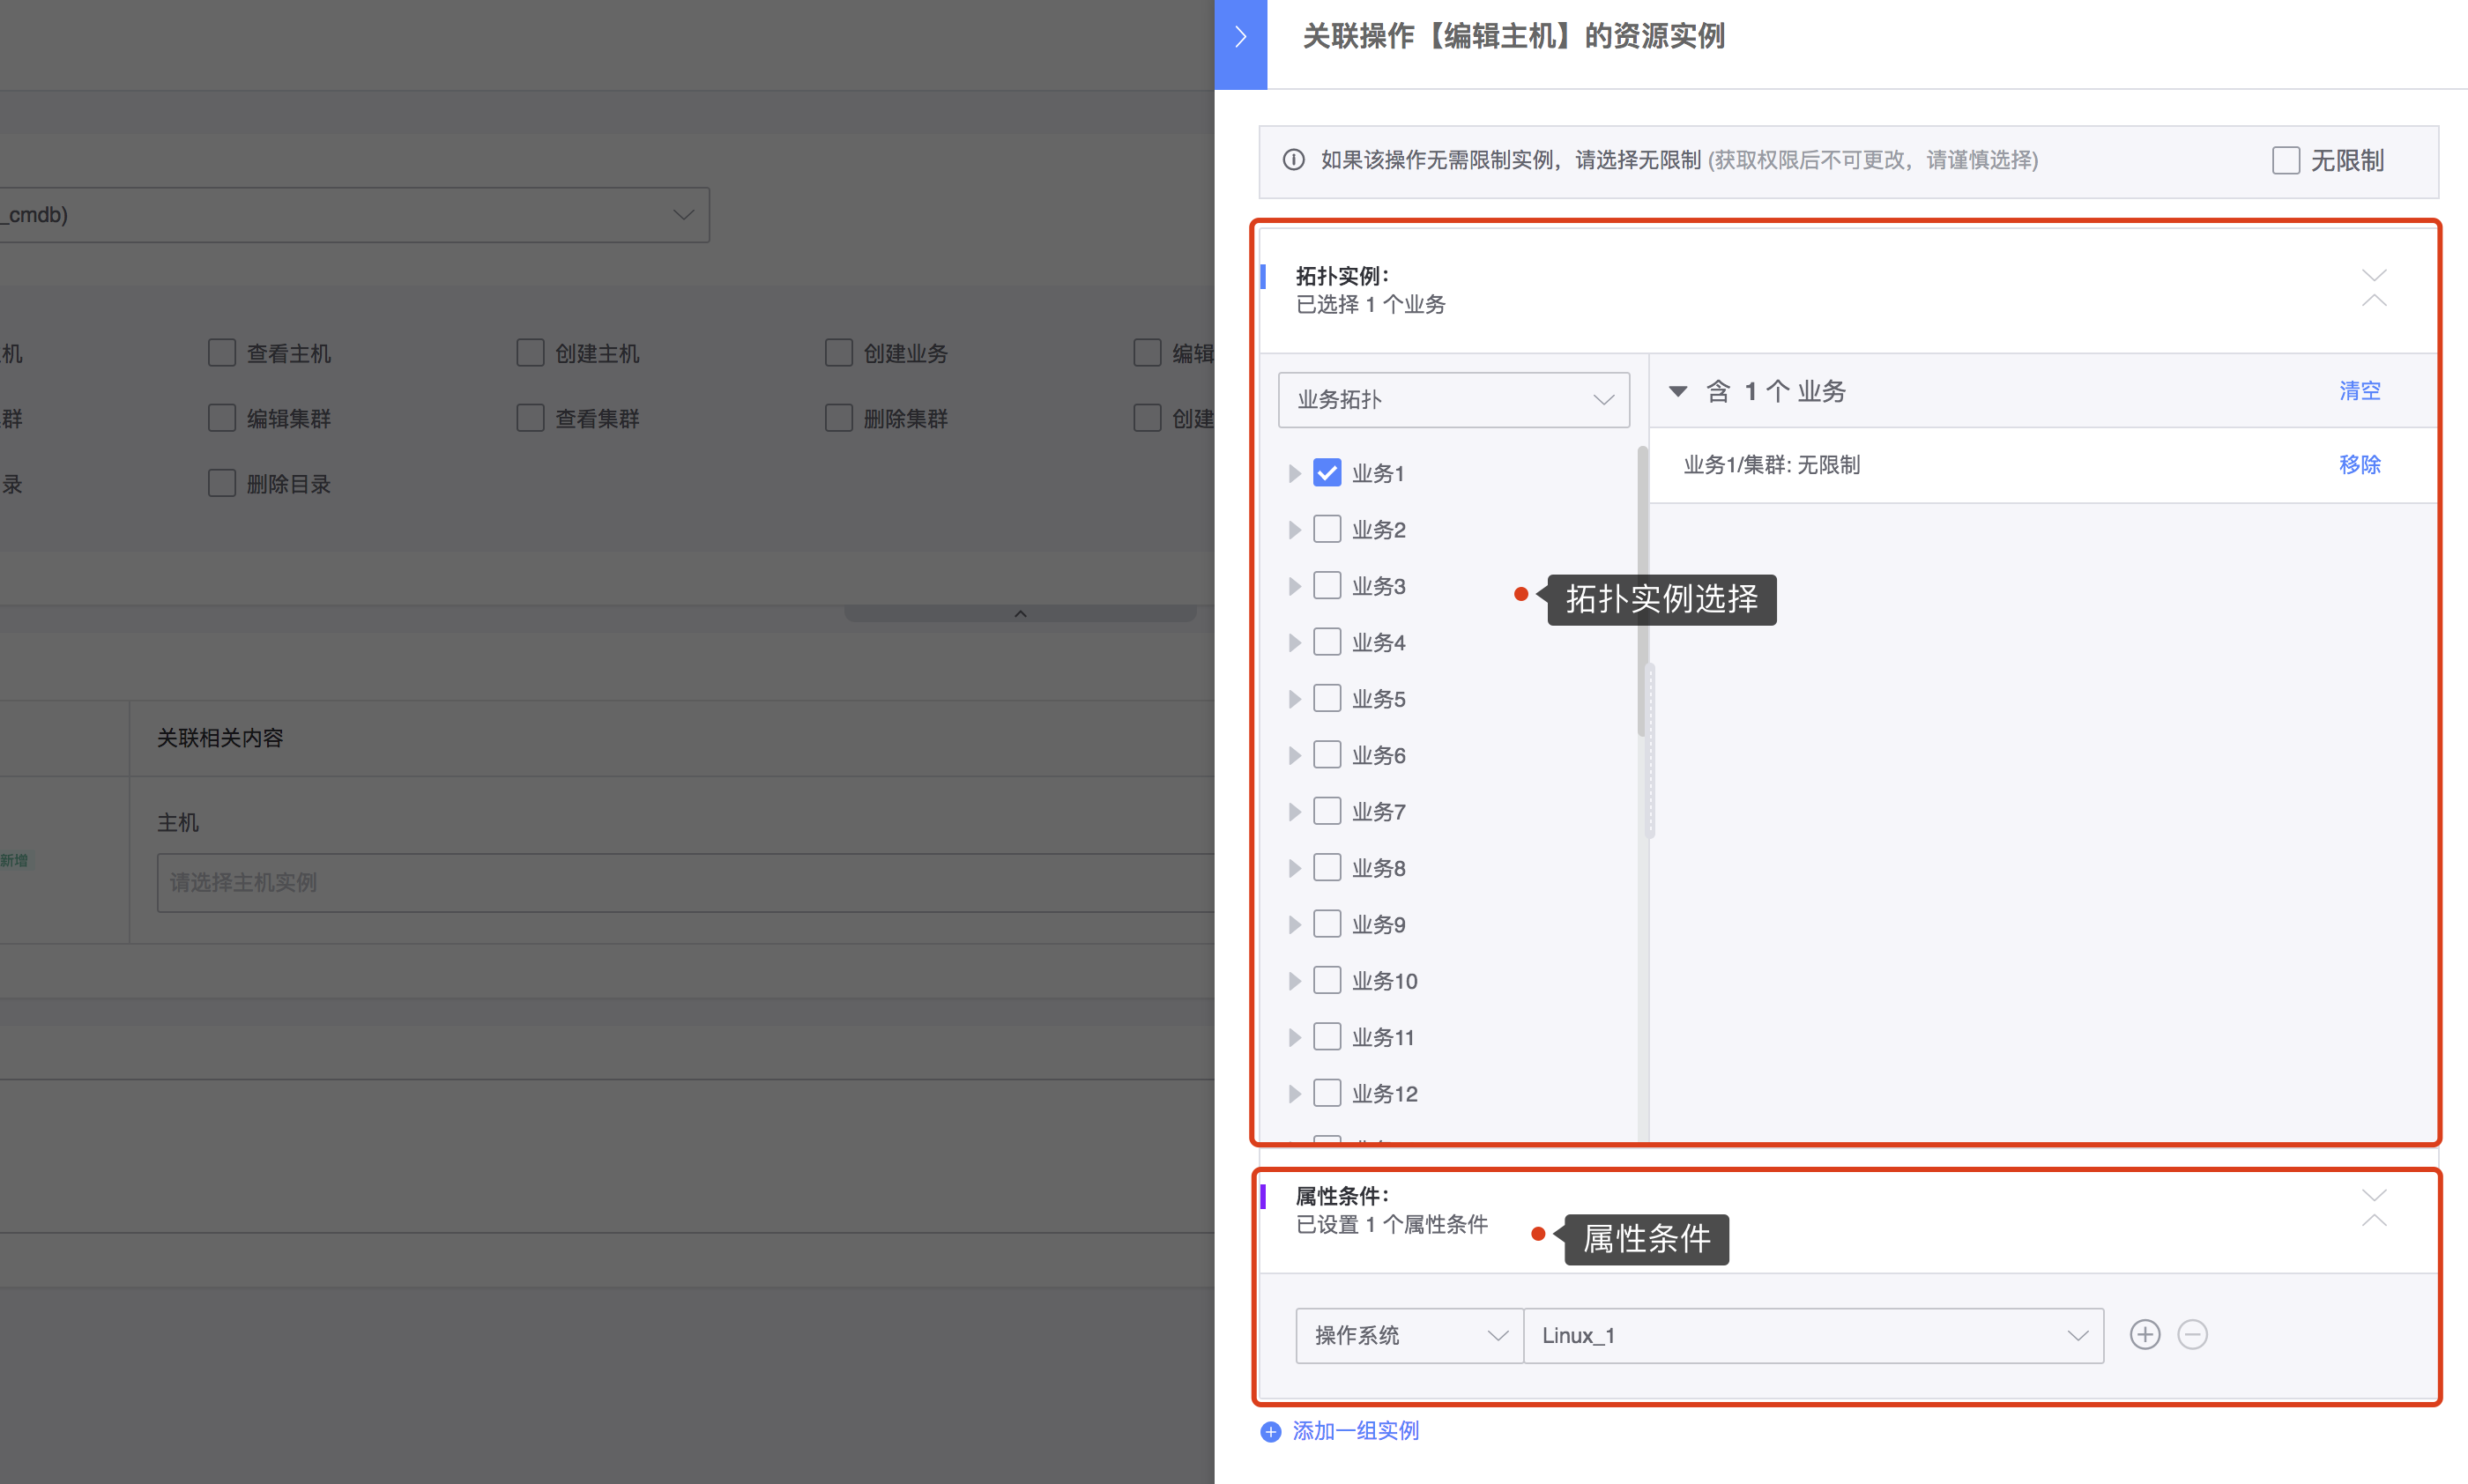 关联操作【编辑主机】的资源实例
如果该操作无需限制实例，请选择无限制 (获取权限后不可更改，请谨慎选择)
无限制
_cmdb)
机
查看主机
创建主机
创建业务
编辑
群
编辑集群
查看集群
删除集群
创建
录
删除目录
关联相关内容
主机
新增
请选择主机实例
拓扑实例：
已选择 1 个业务
业务拓扑
含 1 个 业务
清空
业务1/集群: 无限制
移除
业务1
业务2
业务3
拓扑实例选择
业务4
业务5
业务6
业务7
业务8
业务9
业务10
业务11
业务12
属性条件：
已设置 1 个属性条件
属性条件
操作系统
Linux_1
添加一组实例